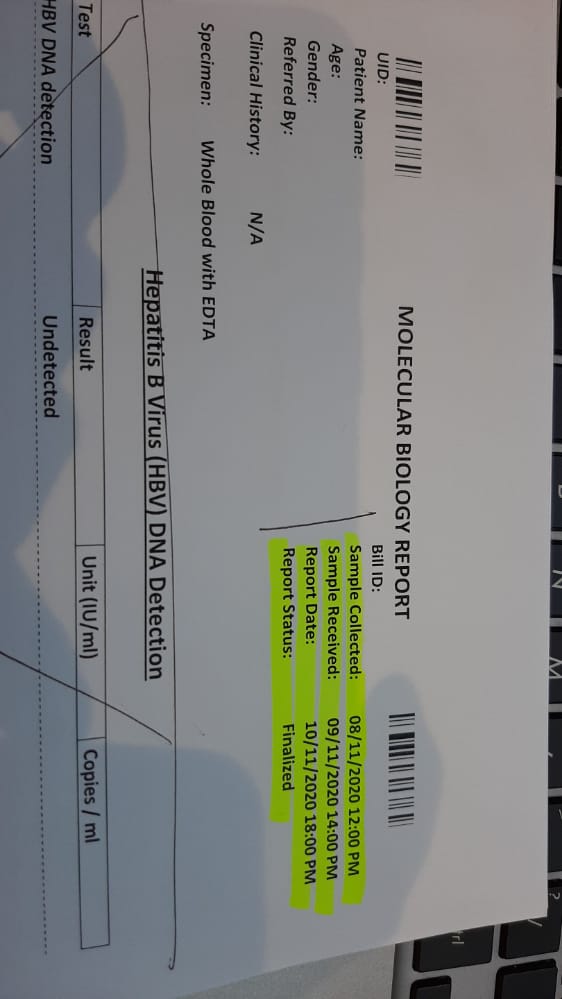 MOLECULAR BIOLOGY REPORT
UID:
Patient Name:
Age:
Gender:
Referred By:
Clinical History: N/A
Bill ID:
Sample Collected: 08/11/2020 12:00 PM
Sample Received: 09/11/2020 14:00 PM
Report Date: 10/11/2020 18:00 PM
Report Status: Finalized
Specimen: Whole Blood with EDTA
Hepatitis B Virus (HBV) DNA Detection
Test Result Unit (IU/ml) Copies / ml
HBV DNA detection Undetected